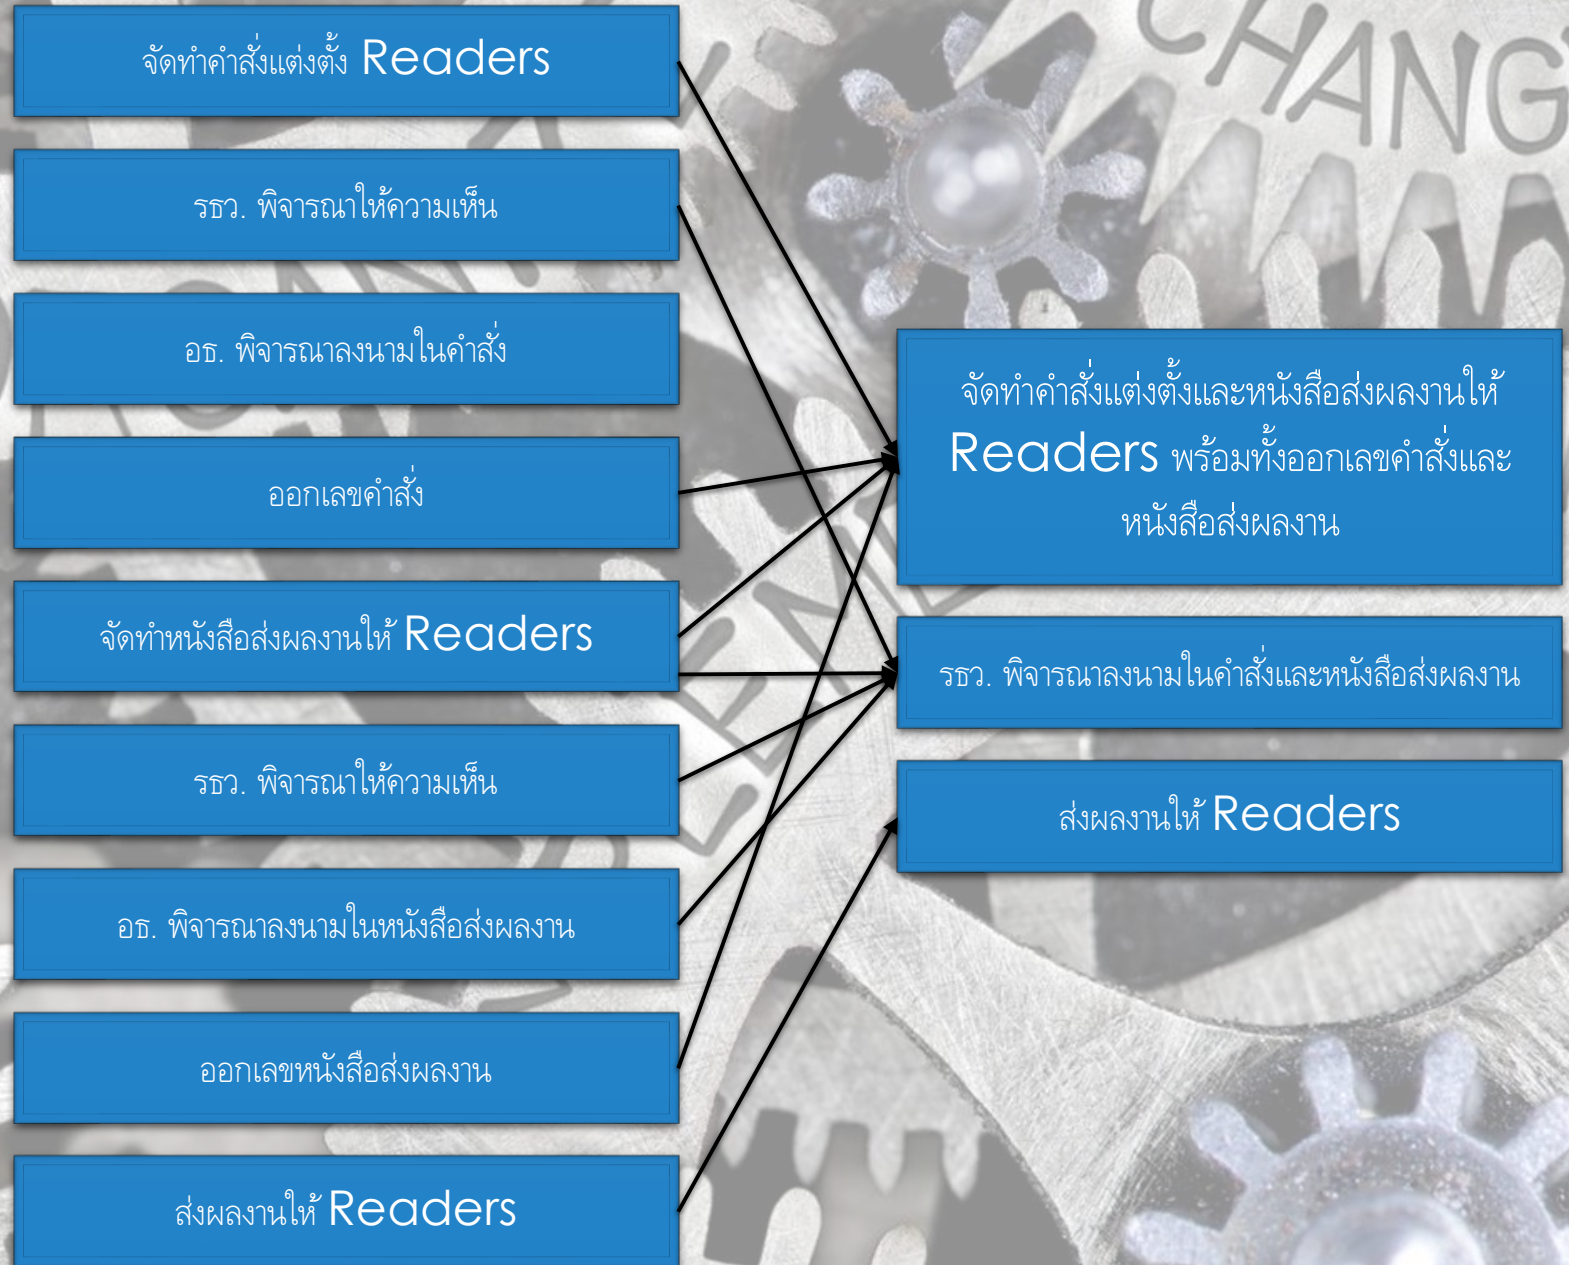 จัดทำคำสั่งแต่งตั้ง Readers
รธว. พิจารณาให้ความเห็น
อธ. พิจารณาลงนามในคำสั่ง
ออกเลขคำสั่ง
จัดทำหนังสือส่งผลงานให้ Readers
รธว. พิจารณาให้ความเห็น
อธ. พิจารณาลงนามในหนังสือส่งผลงาน
ออกเลขหนังสือส่งผลงาน
ส่งผลงานให้ Readers
จัดทำคำสั่งแต่งตั้งและหนังสือส่งผลงานให้
Readers พร้อมทั้งออกเลขคำสั่งและ
หนังสือส่งผลงาน
รธว. พิจารณาลงนามในคำสั่งและหนังสือส่งผลงาน
ส่งผลงานให้ Readers